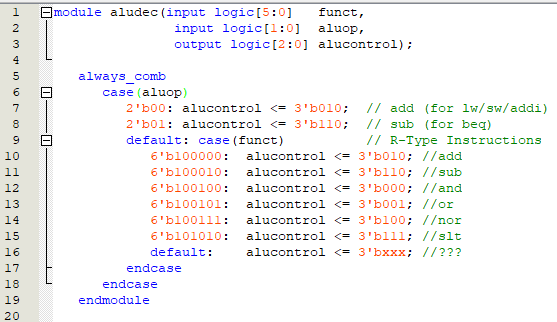 1 module aludec(input logic[5:0] funct,
2 input logic[1:0] aluop,
3 output logic[2:0] alucontrol);
4
5 always_comb
6 case(aluop)
7 2'b00: alucontrol <= 3'b010; // add (for lw/sw/addi)
8 2'b01: alucontrol <= 3'b110; // sub (for beq)
9 default: case(funct) // R-Type Instructions
10 6'b100000: alucontrol <= 3'b010; //add
11 6'b100010: alucontrol <= 3'b110; //sub
12 6'b100100: alucontrol <= 3'b000; //and
13 6'b100101: alucontrol <= 3'b001; //or
14 6'b100111: alucontrol <= 3'b100; //nor
15 6'b101010: alucontrol <= 3'b111; //slt
16 default: alucontrol <= 3'bxxx; //???
17 endcase
18 endcase
19 endmodule
20